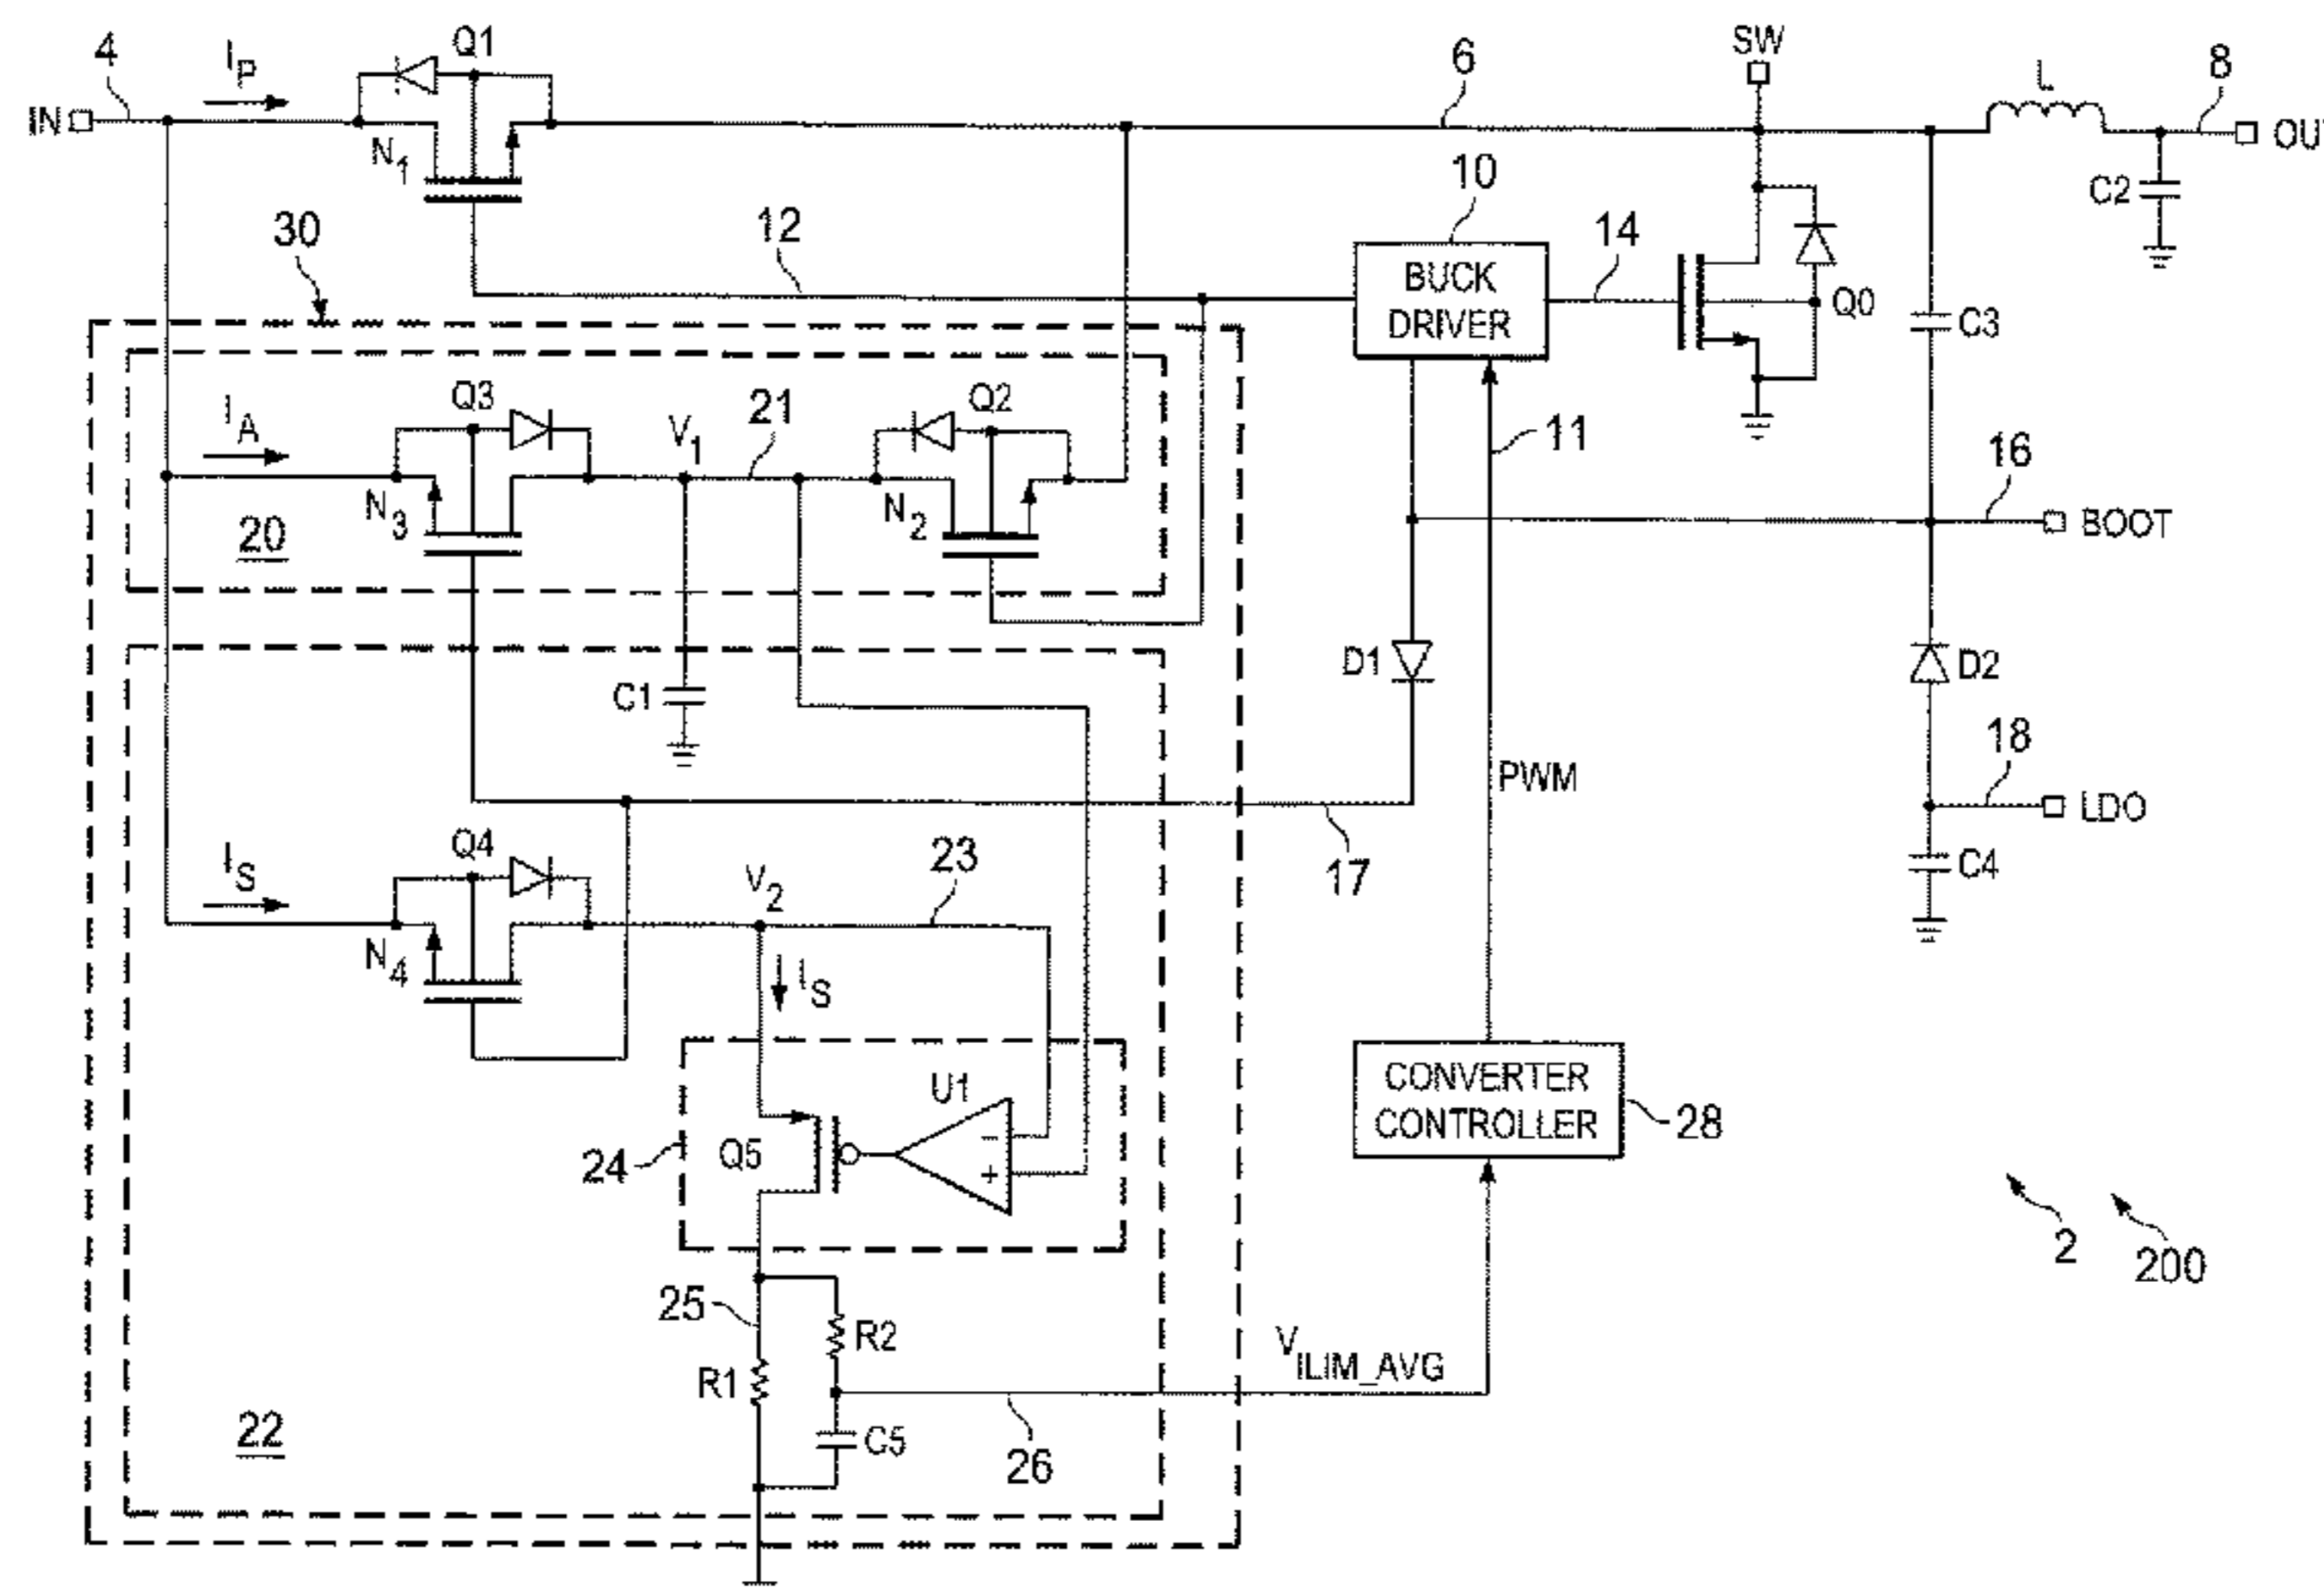 4
IP
Q1
6
SW
L
8
IN
N1
OU
C2
10
30
12
BUCK
DRIVER
14
Q0
C3
IA
Q3
V1
21
Q2
11
16
N3
N2
20
BOOT
C1
D1
D2
18
PWM
LDO
IS
Q4
V2
23
17
C4
N4
IS
U1
CONVERTER
CONTROLLER
28
Q5
−
+
24
2
200
25
R2
R1
VILIM_AVG
22
C5
26